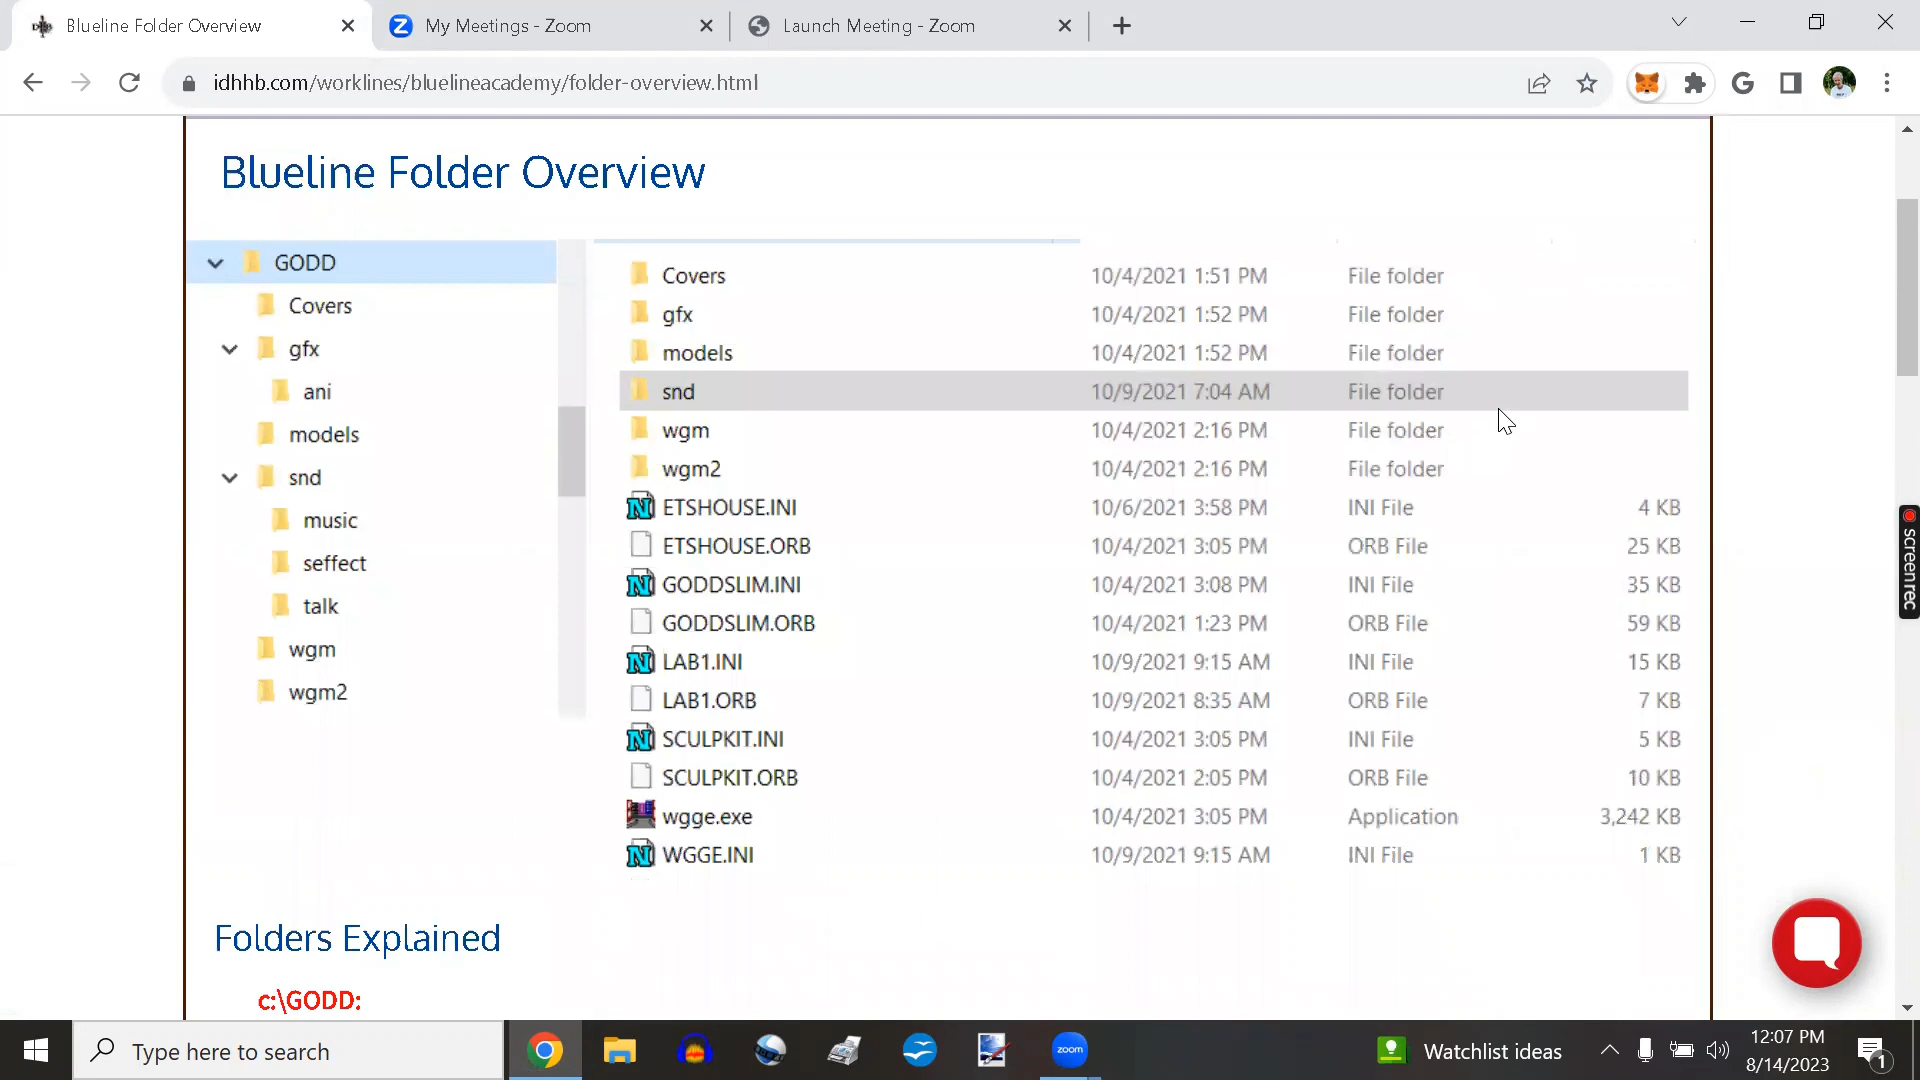 Blueline Folder Overview
My Meetings - Zoom
Launch Meeting - Zoom
idhhb.com/worklines/bluelineacademy/folder-overview.html
Blueline Folder Overview
GODD
Covers
gfx
ani
models
snd
music
seffect
talk
wgm
wgm2
Covers 10/4/2021 1:51 PM File folder
gfx 10/4/2021 1:52 PM File folder
models 10/4/2021 1:52 PM File folder
snd 10/9/2021 7:04 AM File folder
wgm 10/4/2021 2:16 PM File folder
wgm2 10/4/2021 2:16 PM File folder
ETSHOUSE.INI 10/6/2021 3:58 PM INI File 4 KB
ETSHOUSE.ORB 10/4/2021 3:05 PM ORB File 25 KB
GODDSLIM.INI 10/4/2021 3:08 PM INI File 35 KB
GODDSLIM.ORB 10/4/2021 1:23 PM ORB File 59 KB
LAB1.INI 10/9/2021 9:15 AM INI File 15 KB
LAB1.ORB 10/9/2021 8:35 AM ORB File 7 KB
SCULPKIT.INI 10/4/2021 3:05 PM INI File 5 KB
SCULPKIT.ORB 10/4/2021 2:05 PM ORB File 10 KB
wgge.exe 10/4/2021 3:05 PM Application 3,242 KB
WGGE.INI 10/9/2021 9:15 AM INI File 1 KB
screenrec
Folders Explained
c:\GODD:
Type here to search
zoom
Watchlist ideas
12:07 PM
8/14/2023
1